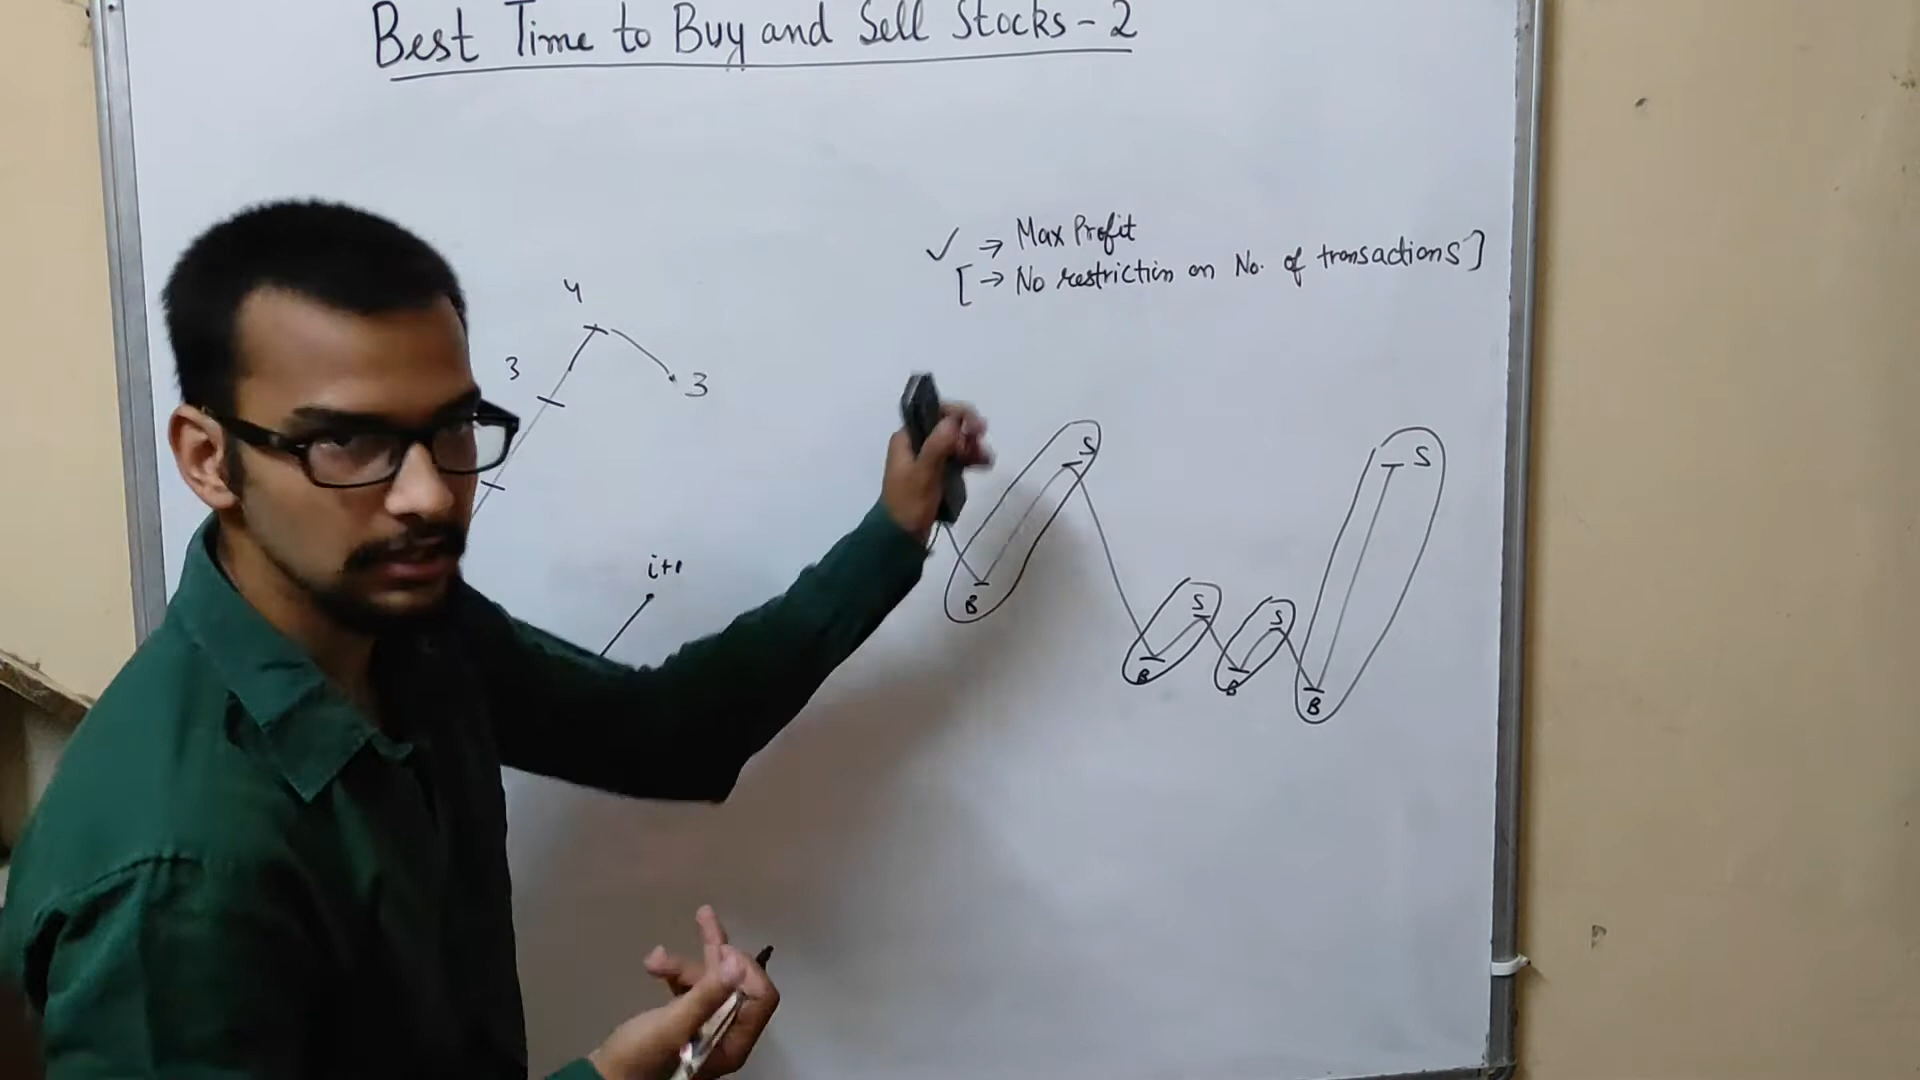 Best Time to Buy and Sell Stocks - 2
✓ → Max Profit
[→ No restriction on No. of transactions]
4
3
3
i+1
S
B
S
B
S
B
S
B